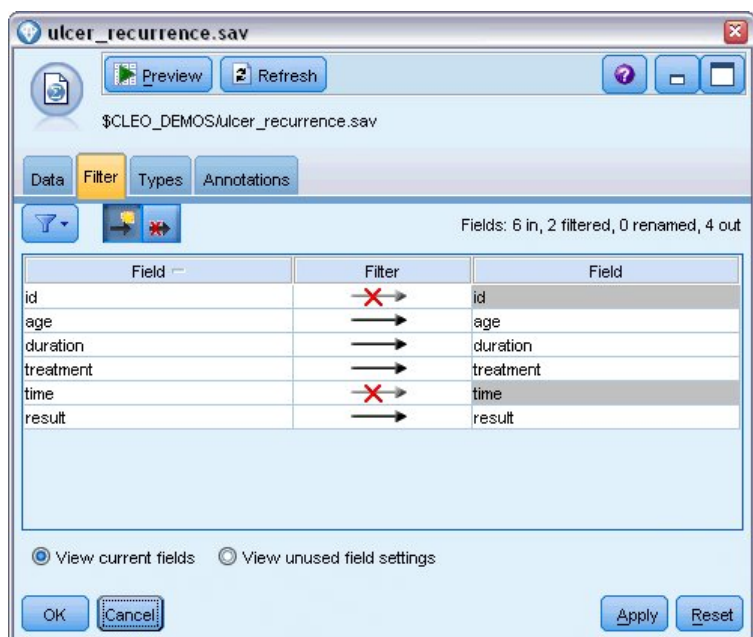 ulcer_recurrence.sav
Preview Refresh
$CLEO_DEMOS/ulcer_recurrence.sav
Data Filter Types Annotations
Fields: 6 in, 2 filtered, 0 renamed, 4 out
Field Filter Field
id id
age age
duration duration
treatment treatment
time time
result result
View current fields View unused field settings
OK Cancel Apply Reset